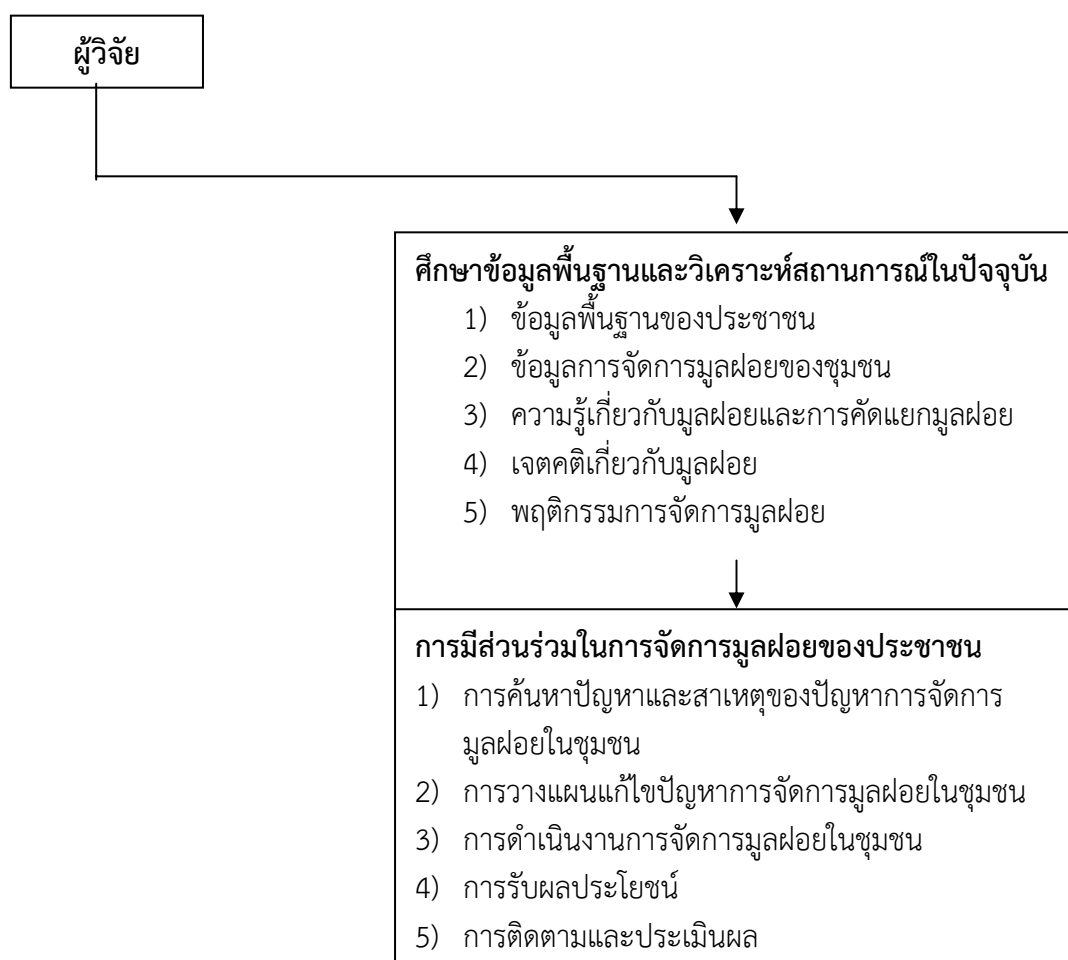 ผู้วิจัย
ศึกษาข้อมูลพื้นฐานและวิเคราะห์สถานการณ์ในปัจจุบัน
1) ข้อมูลพื้นฐานของประชาชน
2) ข้อมูลการจัดการมูลฝอยของชุมชน
3) ความรู้เกี่ยวกับมูลฝอยและการคัดแยกมูลฝอย
4) เจตคติเกี่ยวกับมูลฝอย
5) พฤติกรรมการจัดการมูลฝอย
การมีส่วนร่วมในการจัดการมูลฝอยของประชาชน
1) การค้นหาปัญหาและสาเหตุของปัญหาการจัดการ
มูลฝอยในชุมชน
2) การวางแผนแก้ไขปัญหาการจัดการมูลฝอยในชุมชน
3) การดำเนินงานการจัดการมูลฝอยในชุมชน
4) การรับผลประโยชน์
5) การติดตามและประเมินผล